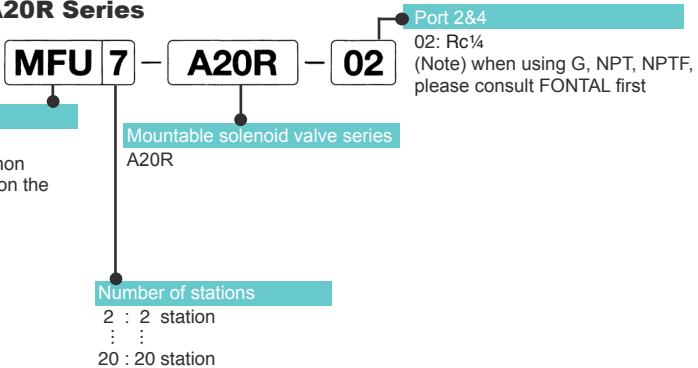 A20R Series
MFU 7 – A20R – 02
Port 2&4
02: Rc¼
(Note) when using G, NPT, NPTF,
please consult FONTAL first
Mountable solenoid valve series
A20R
on the
Number of stations
2 : 2 station
⋮ ⋮
20 : 20 station